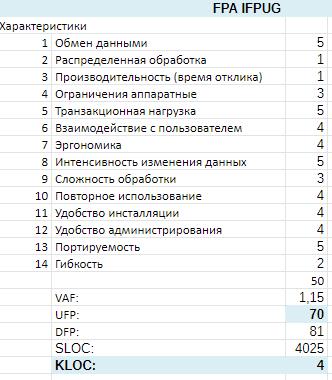 FPA IFPUG
Характеристики
1 Обмен данными 5
2 Распределенная обработка 1
3 Производительность (время отклика) 1
4 Ограничения аппаратные 3
5 Транзакционная нагрузка 5
6 Взаимодействие с пользователем 4
7 Эргономика 4
8 Интенсивность изменения данных 5
9 Сложность обработки 3
10 Повторное использование 4
11 Удобство инсталляции 4
12 Удобство администрирования 4
13 Портируемость 5
14 Гибкость 2
50
VAF: 1,15
UFP: 70
DFP: 81
SLOC: 4025
KLOC: 4